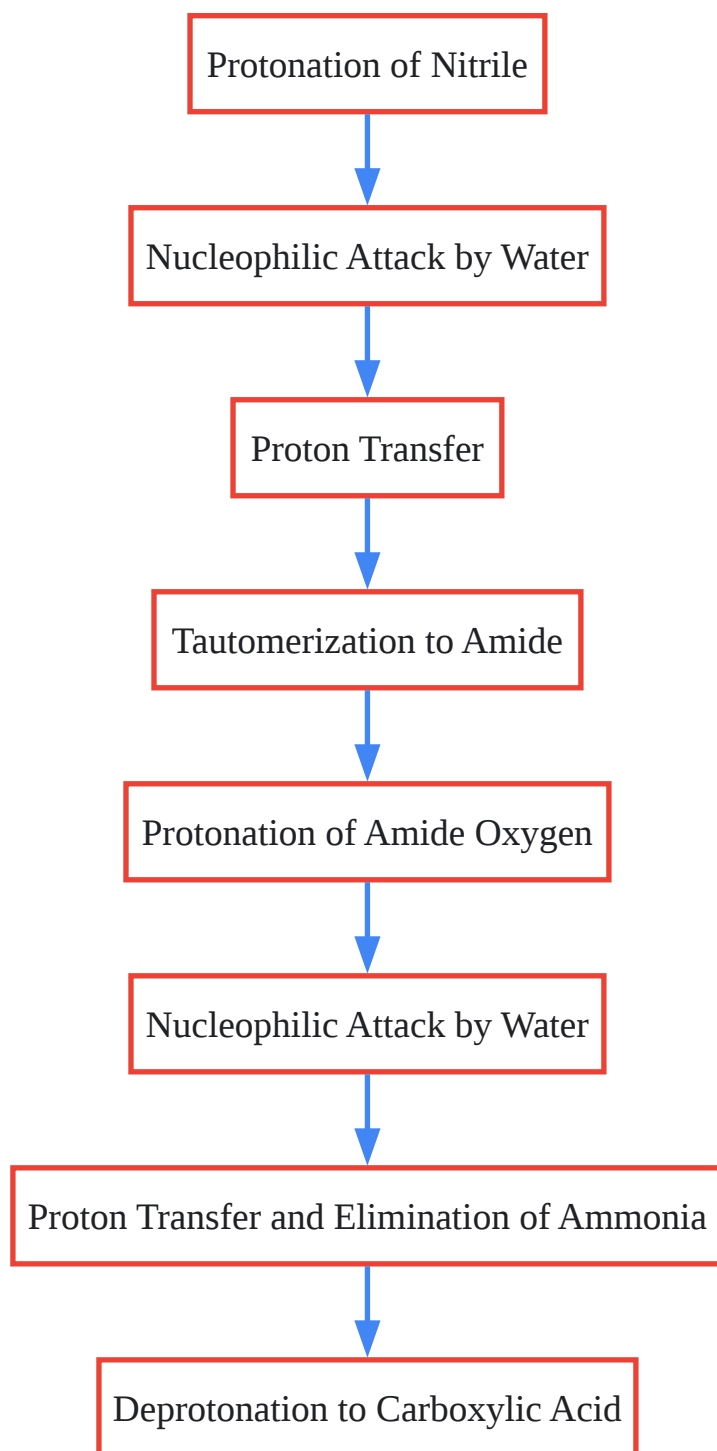 Protonation of Nitrile
Nucleophilic Attack by Water
Proton Transfer
Tautomerization to Amide
Protonation of Amide Oxygen
Nucleophilic Attack by Water
Proton Transfer and Elimination of Ammonia
Deprotonation to Carboxylic Acid